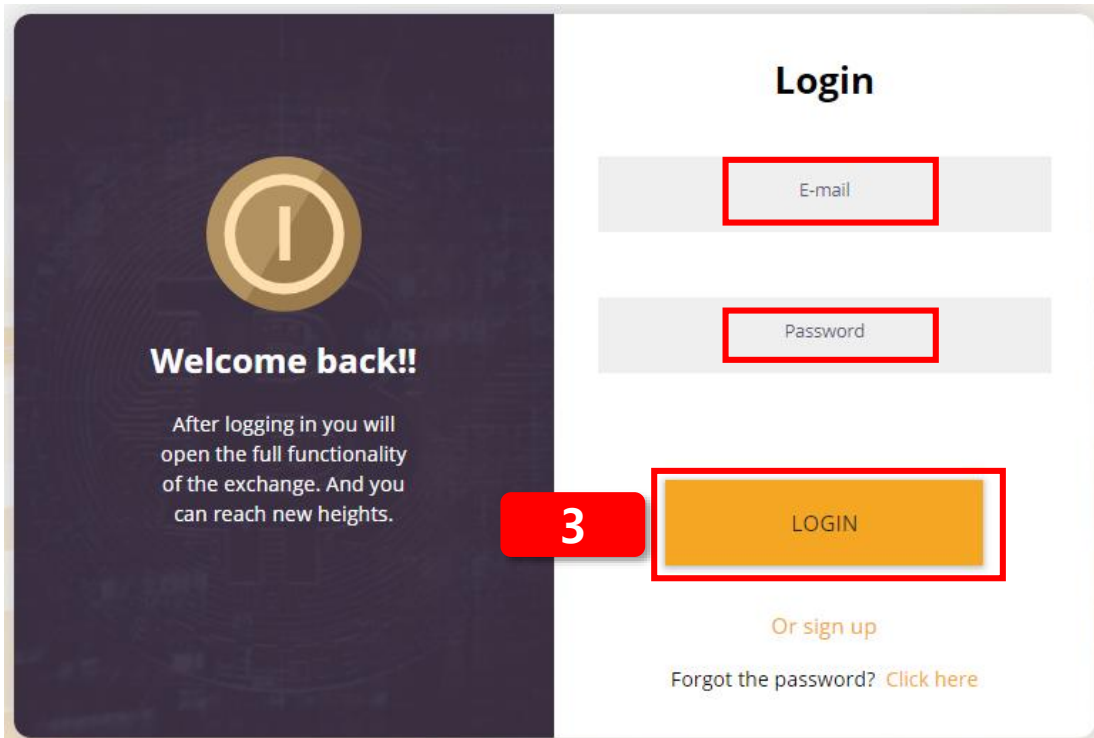 Welcome back!!
After logging in you will
open the full functionality
of the exchange. And you
can reach new heights.
Login
E-mail
Password
3
LOGIN
Or sign up
Forgot the password? Click here